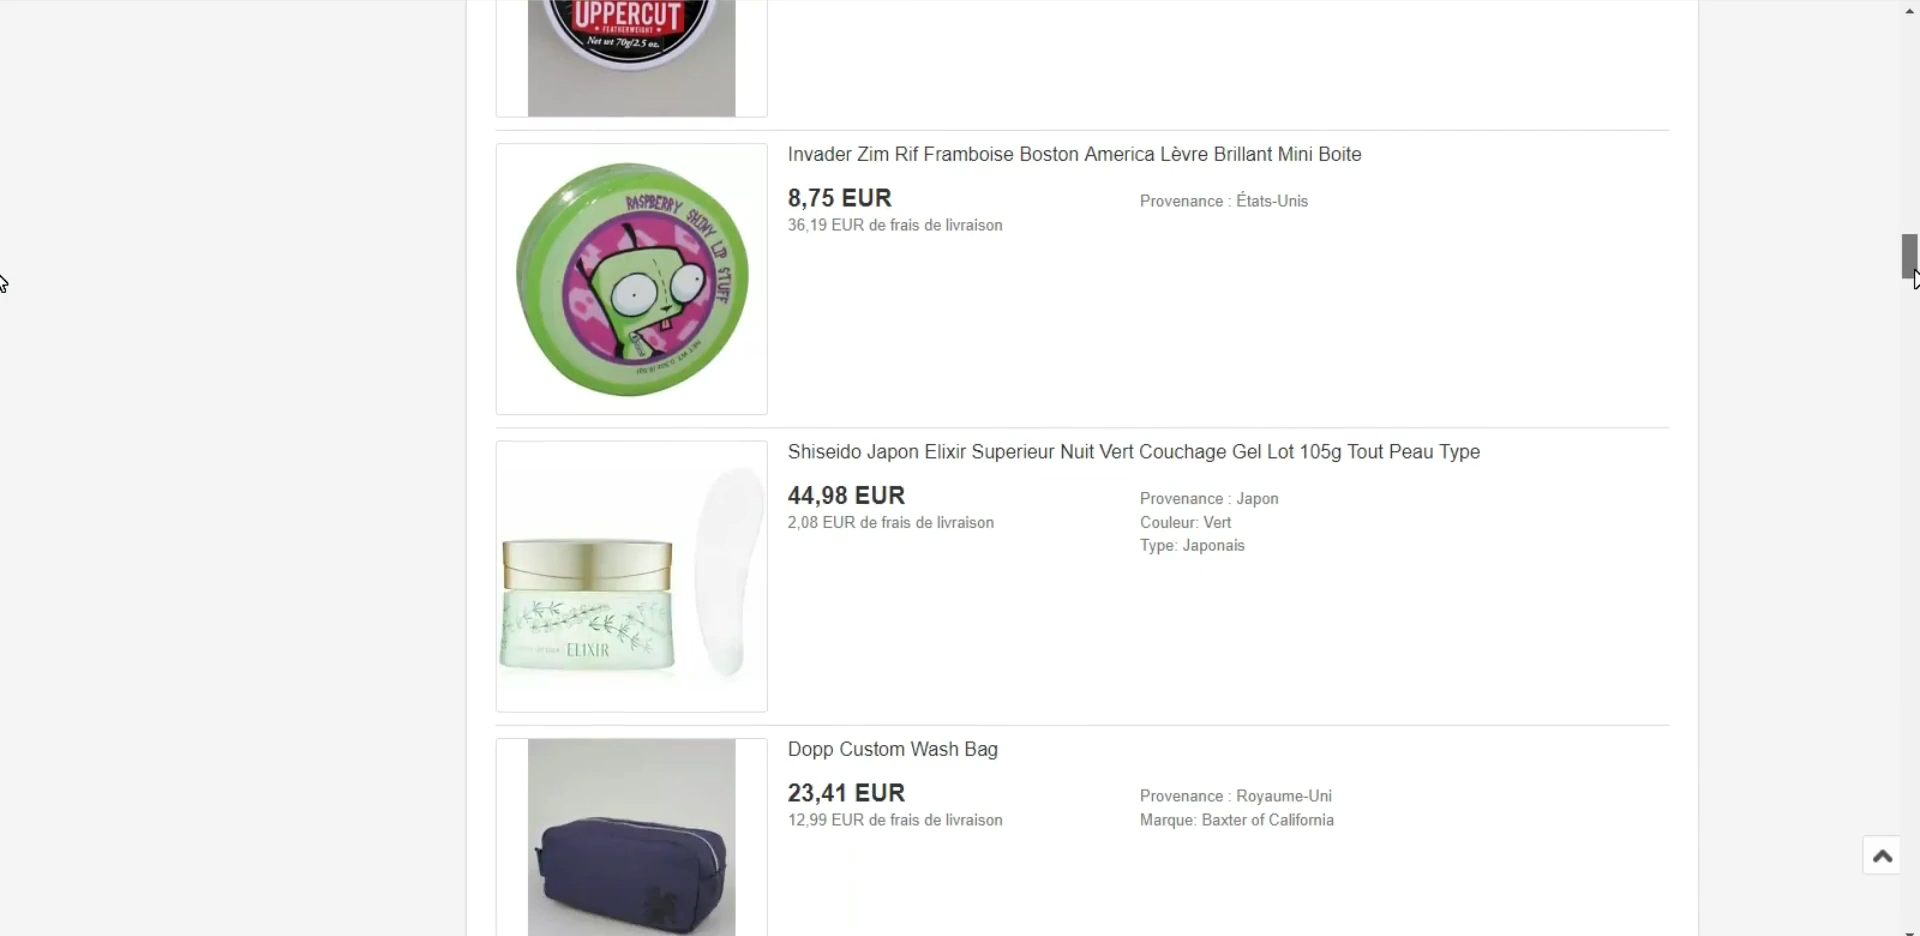 UPPERCUT
FEATHERWEIGHT
Net wt 70g/2.5 oz.
Invader Zim Rif Framboise Boston America Lèvre Brillant Mini Boite
8,75 EUR
Provenance : États-Unis
36,19 EUR de frais de livraison
RASPBERRY SHINY LIP STUFF
Shiseido Japon Elixir Superieur Nuit Vert Couchage Gel Lot 105g Tout Peau Type
44,98 EUR
Provenance : Japon
2,08 EUR de frais de livraison
Couleur: Vert
Type: Japonais
ELIXIR
Dopp Custom Wash Bag
23,41 EUR
Provenance : Royaume-Uni
12,99 EUR de frais de livraison
Marque: Baxter of California